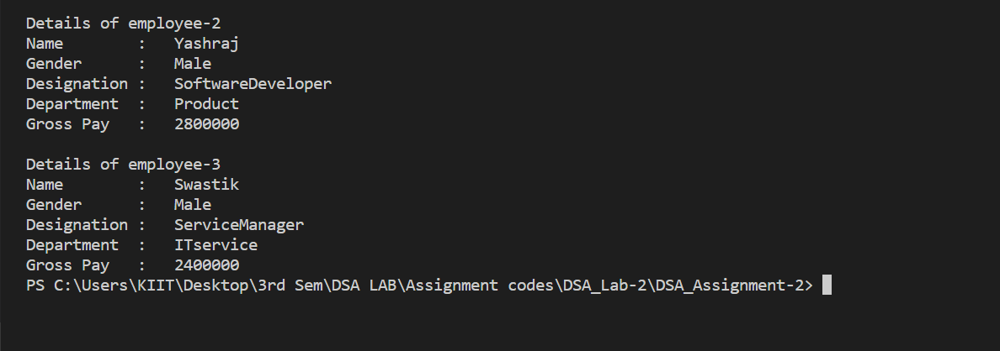 Details of employee-2
Name        :   Yashraj
Gender      :   Male
Designation :   SoftwareDeveloper
Department  :   Product
Gross Pay   :   2800000
Details of employee-3
Name        :   Swastik
Gender      :   Male
Designation :   ServiceManager
Department  :   ITservice
Gross Pay   :   2400000
PS C:\Users\KIIT\Desktop\3rd Sem\DSA LAB\Assignment codes\DSA_Lab-2\DSA_Assignment-2>